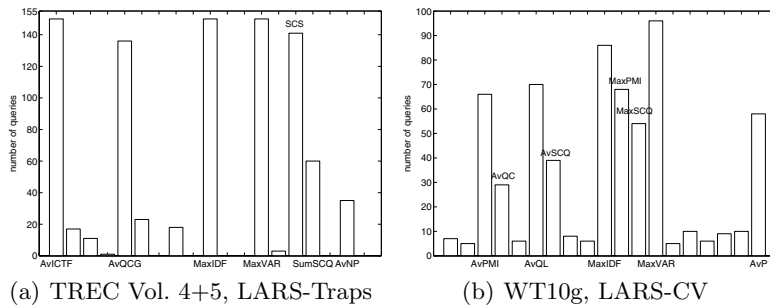 155
140
120
100
80
60
40
20
0
number of queries
SCS
AvICTF AvQCG MaxIDF MaxVAR SumSCQ AvNP
(a) TREC Vol. 4+5, LARS-Traps
100
90
80
70
60
50
40
30
20
10
0
number of queries
MaxPMI
MaxSCQ
AvSCQ
AvQC
AvPMI AvQL MaxIDF MaxVAR AvP
(b) WT10g, LARS-CV